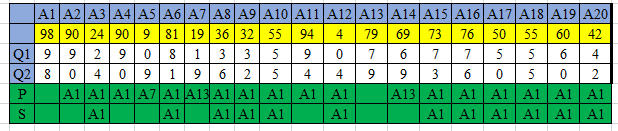 A1 A2 A3 A4 A5 A6 A7 A8 A9 A10 A11 A12 A13 A14 A15 A16 A17 A18 A19 A20
98 90 24 90 9 81 19 36 32 55 94 4 79 69 73 76 50 55 60 42
Q1 9 9 2 9 0 8 1 3 3 5 9 0 7 6 7 7 5 5 6 4
Q2 8 0 4 0 9 1 9 6 2 5 4 4 9 9 3 6 0 5 0 2
P A1 A1 A1 A7 A1 A13 A1 A1 A1 A1 A1 A13 A1 A1 A1 A1 A1 A1
S A1 A1 A1 A1 A1 A1 A1 A1 A1 A1 A1 A1